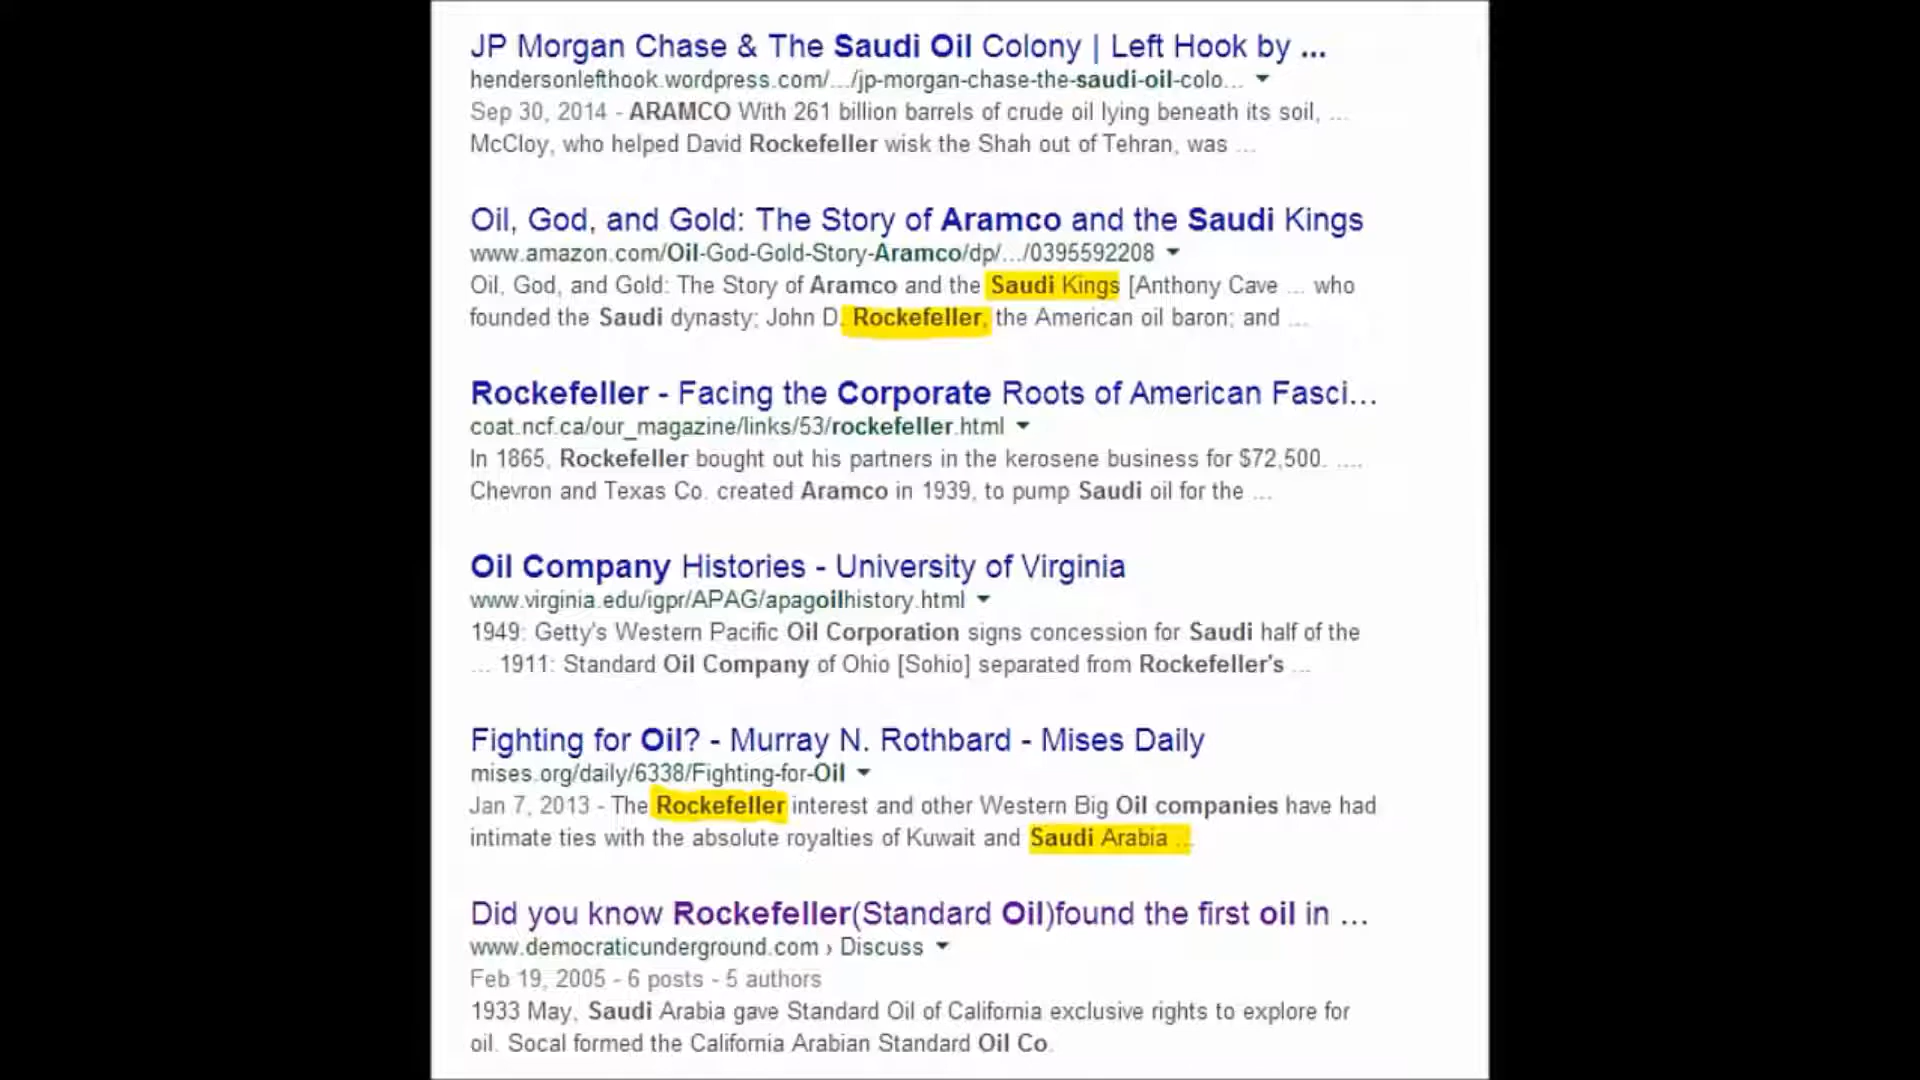 JP Morgan Chase & The Saudi Oil Colony | Left Hook by ...
hendersonlefthook.wordpress.com/.../jp-morgan-chase-the-saudi-oil-colo...
Sep 30, 2014 - ARAMCO With 261 billion barrels of crude oil lying beneath its soil, ...
McCloy, who helped David Rockefeller wisk the Shah out of Tehran, was ...
Oil, God, and Gold: The Story of Aramco and the Saudi Kings
www.amazon.com/Oil-God-Gold-Story-Aramco/dp/.../0395592208
Oil, God, and Gold: The Story of Aramco and the Saudi Kings [Anthony Cave ... who
founded the Saudi dynasty; John D. Rockefeller, the American oil baron; and ...
Rockefeller - Facing the Corporate Roots of American Fasci...
coat.ncf.ca/our_magazine/links/53/rockefeller.html
In 1865, Rockefeller bought out his partners in the kerosene business for $72,500. ....
Chevron and Texas Co. created Aramco in 1939, to pump Saudi oil for the ...
Oil Company Histories - University of Virginia
www.virginia.edu/igpr/APAG/apagoilhistory.html
1949: Getty's Western Pacific Oil Corporation signs concession for Saudi half of the
... 1911: Standard Oil Company of Ohio [Sohio] separated from Rockefeller's ...
Fighting for Oil? - Murray N. Rothbard - Mises Daily
mises.org/daily/6338/Fighting-for-Oil
Jan 7, 2013 - The Rockefeller interest and other Western Big Oil companies have had
intimate ties with the absolute royalties of Kuwait and Saudi Arabia ...
Did you know Rockefeller(Standard Oil)found the first oil in ...
www.democraticunderground.com › Discuss
Feb 19, 2005 - 6 posts - 5 authors
1933 May, Saudi Arabia gave Standard Oil of California exclusive rights to explore for
oil. Socal formed the California Arabian Standard Oil Co.